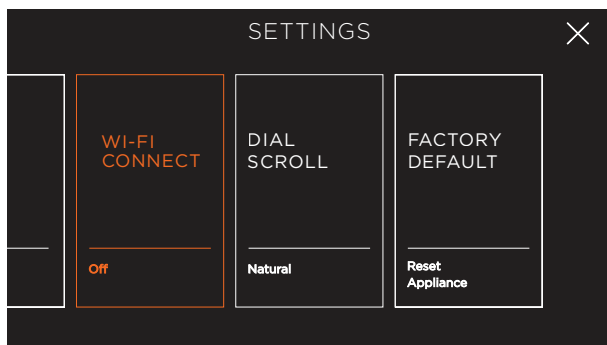 SETTINGS
WI-FI
CONNECT
Off
DIAL
SCROLL
Natural
FACTORY
DEFAULT
Reset
Appliance